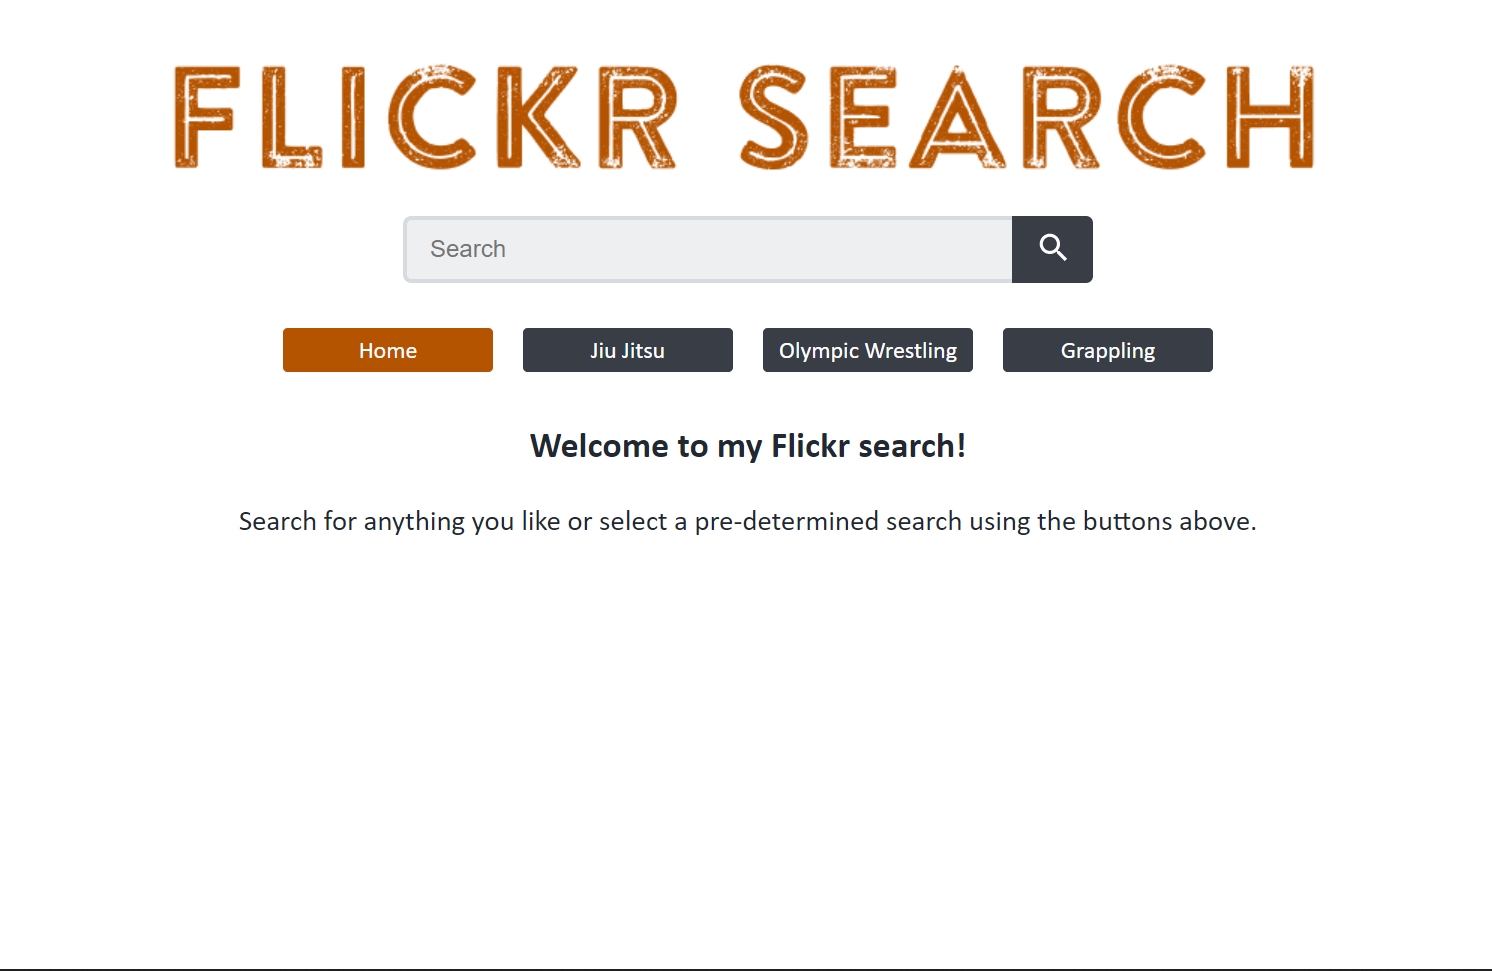 FLICKR SEARCH
Search
Home Jiu Jitsu Olympic Wrestling Grappling
Welcome to my Flickr search!
Search for anything you like or select a pre-determined search using the buttons above.